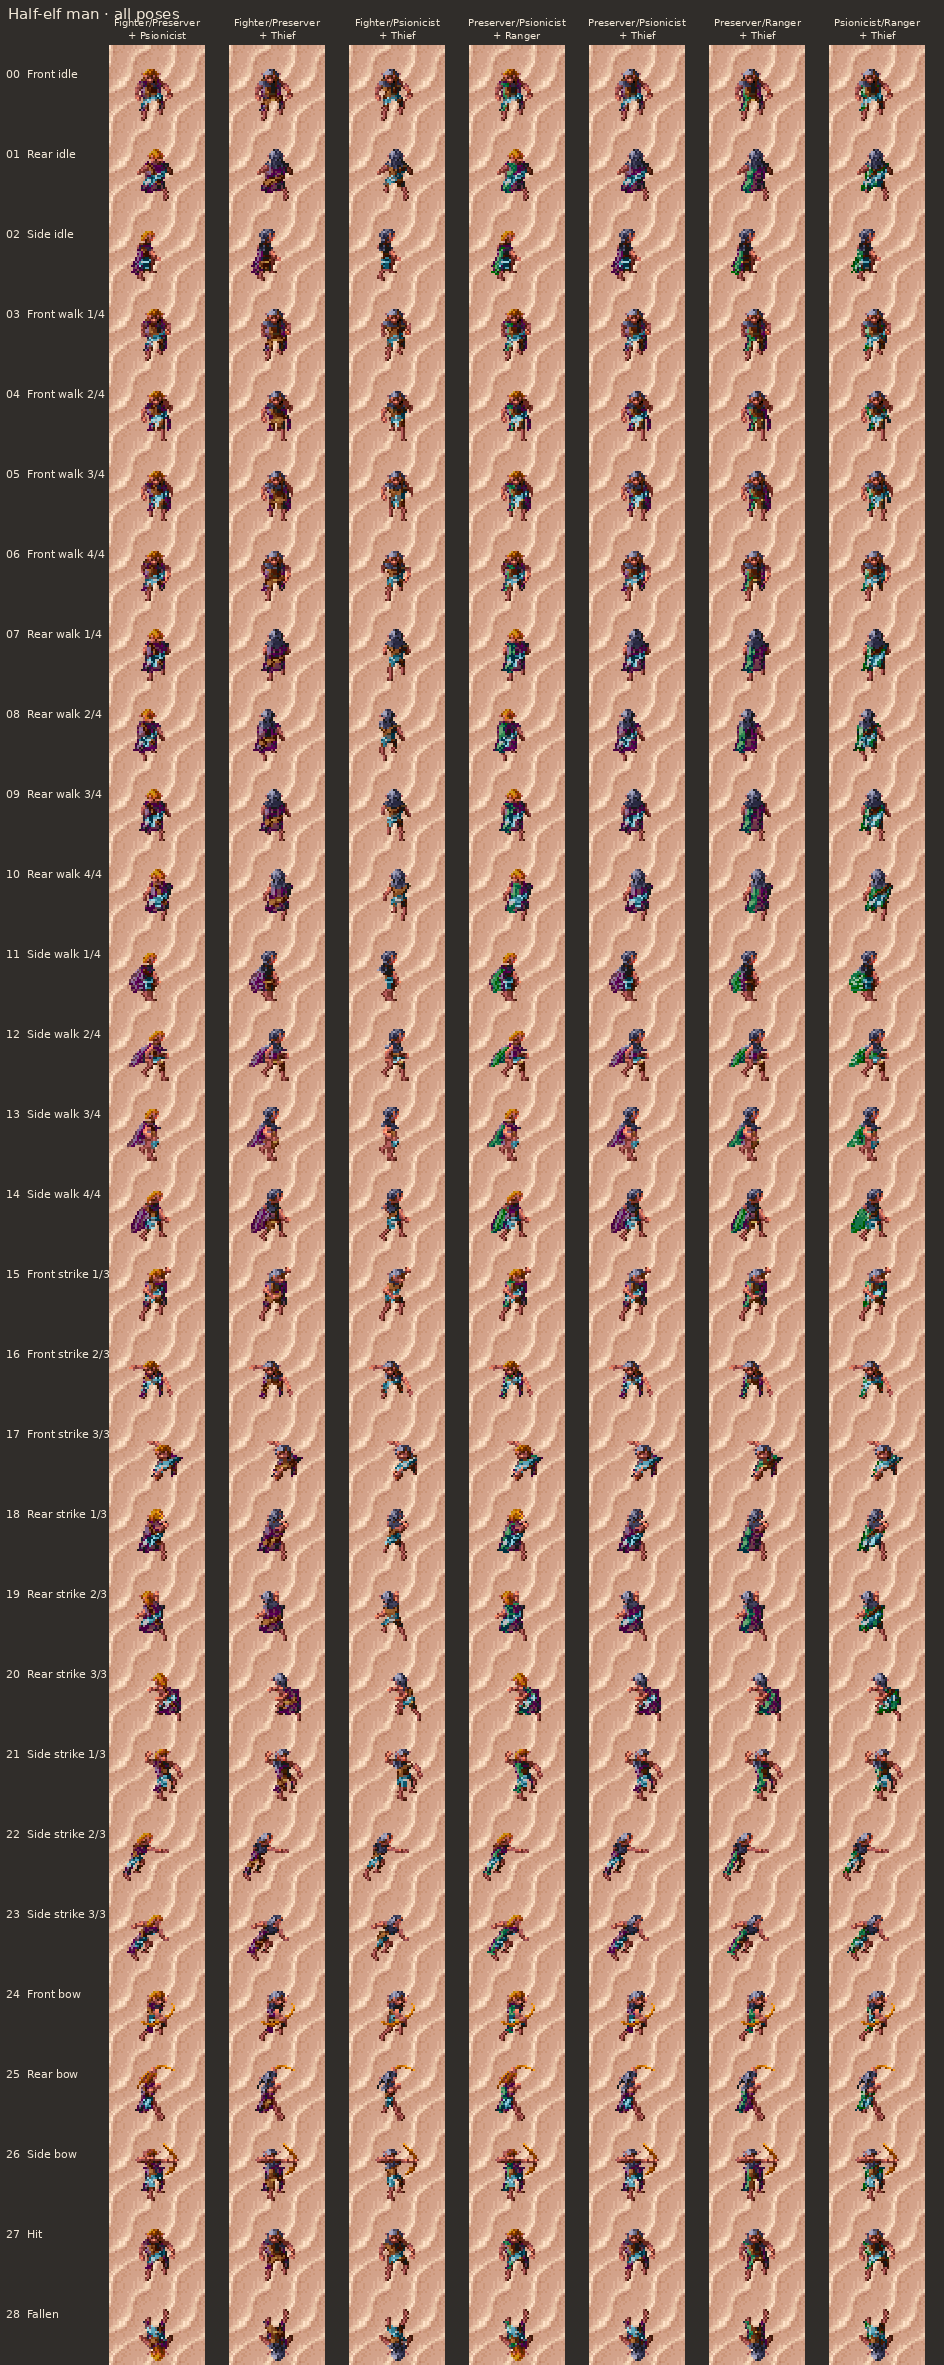 Half-elf man · all poses
Fighter/Preserver
+ Psionicist
Fighter/Preserver
+ Thief
Fighter/Psionicist
+ Thief
Preserver/Psionicist
+ Ranger
Preserver/Psionicist
+ Thief
Preserver/Ranger
+ Thief
Psionicist/Ranger
+ Thief
00 Front idle
01 Rear idle
02 Side idle
03 Front walk 1/4
04 Front walk 2/4
05 Front walk 3/4
06 Front walk 4/4
07 Rear walk 1/4
08 Rear walk 2/4
09 Rear walk 3/4
10 Rear walk 4/4
11 Side walk 1/4
12 Side walk 2/4
13 Side walk 3/4
14 Side walk 4/4
15 Front strike 1/3
16 Front strike 2/3
17 Front strike 3/3
18 Rear strike 1/3
19 Rear strike 2/3
20 Rear strike 3/3
21 Side strike 1/3
22 Side strike 2/3
23 Side strike 3/3
24 Front bow
25 Rear bow
26 Side bow
27 Hit
28 Fallen